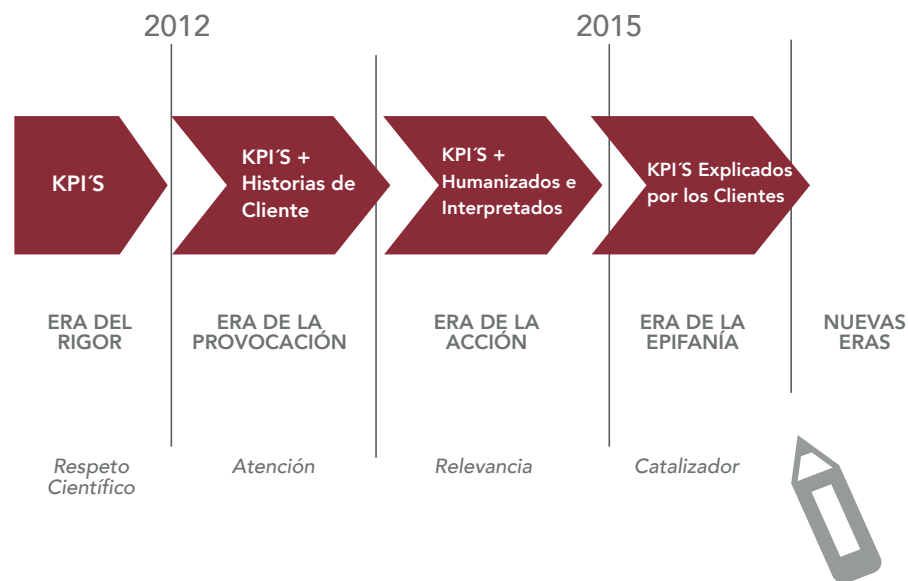 2012
2015
KPI´S
KPI´S +
Historias de
Cliente
KPI´S +
Humanizados e
Interpretados
KPI´S Explicados
por los Clientes
ERA DEL
RIGOR
ERA DE LA
PROVOCACIÓN
ERA DE LA
ACCIÓN
ERA DE LA
EPIFANÍA
NUEVAS
ERAS
Respeto
Científico
Atención
Relevancia
Catalizador